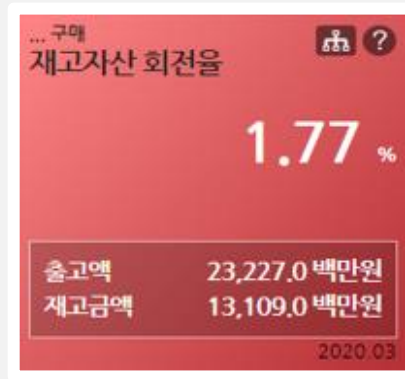 ... 구매
재고자산 회전율
?
1.77 %
출고액 23,227.0 백만원
재고금액 13,109.0 백만원
2020.03